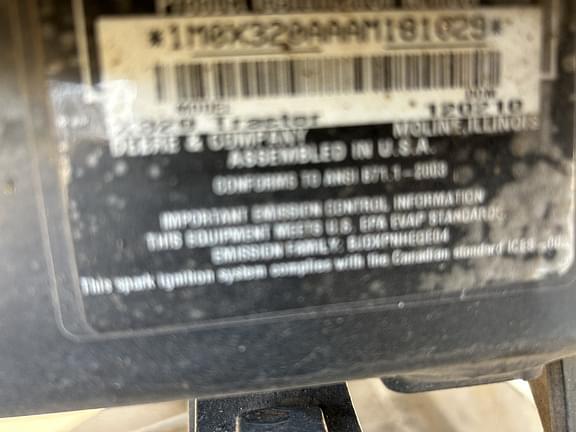 *1M0X320AAAM181029*
MODEL DOM
X320 Tractor 120210
DEERE & COMPANY MOLINE, ILLINOIS
ASSEMBLED IN U.S.A.
CONFORMS TO ANSI B71.1-2003
IMPORTANT EMISSION CONTROL INFORMATION
THIS EQUIPMENT MEETS U.S. EPA EVAP STANDARDS
EMISSION FAMILY:
This spark ignition system complies with the Canadian standard ICES-